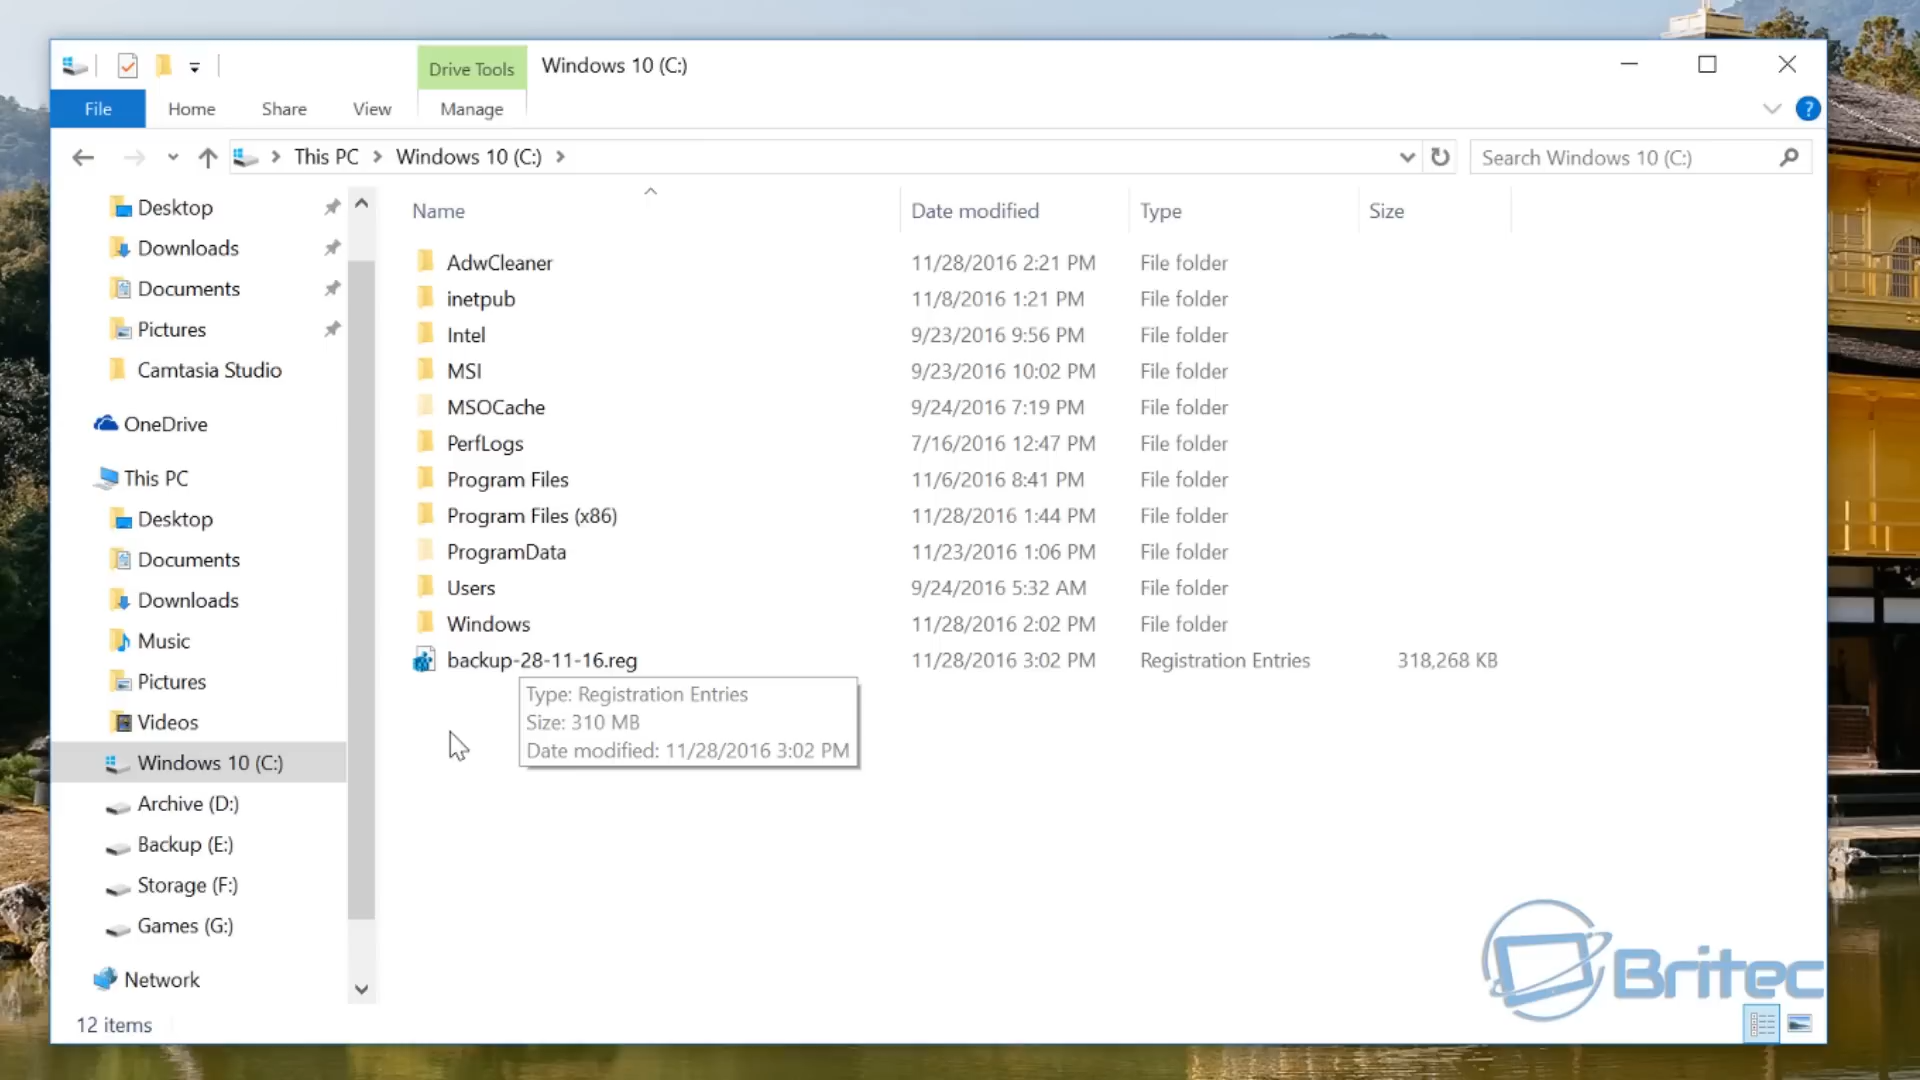 Drive Tools
Windows 10 (C:)
File
Home
Share
View
Manage
?
This PC
Windows 10 (C:)
Search Windows 10 (C:)
Desktop
Downloads
Documents
Pictures
Camtasia Studio
OneDrive
This PC
Desktop
Documents
Downloads
Music
Pictures
Videos
Windows 10 (C:)
Archive (D:)
Backup (E:)
Storage (F:)
Games (G:)
Network
Name Date modified Type Size
AdwCleaner 11/28/2016 2:21 PM File folder
inetpub 11/8/2016 1:21 PM File folder
Intel 9/23/2016 9:56 PM File folder
MSI 9/23/2016 10:02 PM File folder
MSOCache 9/24/2016 7:19 PM File folder
PerfLogs 7/16/2016 12:47 PM File folder
Program Files 11/6/2016 8:41 PM File folder
Program Files (x86) 11/28/2016 1:44 PM File folder
ProgramData 11/23/2016 1:06 PM File folder
Users 9/24/2016 5:32 AM File folder
Windows 11/28/2016 2:02 PM File folder
backup-28-11-16.reg 11/28/2016 3:02 PM Registration Entries 318,268 KB
Type: Registration Entries
Size: 310 MB
Date modified: 11/28/2016 3:02 PM
Britec
12 items